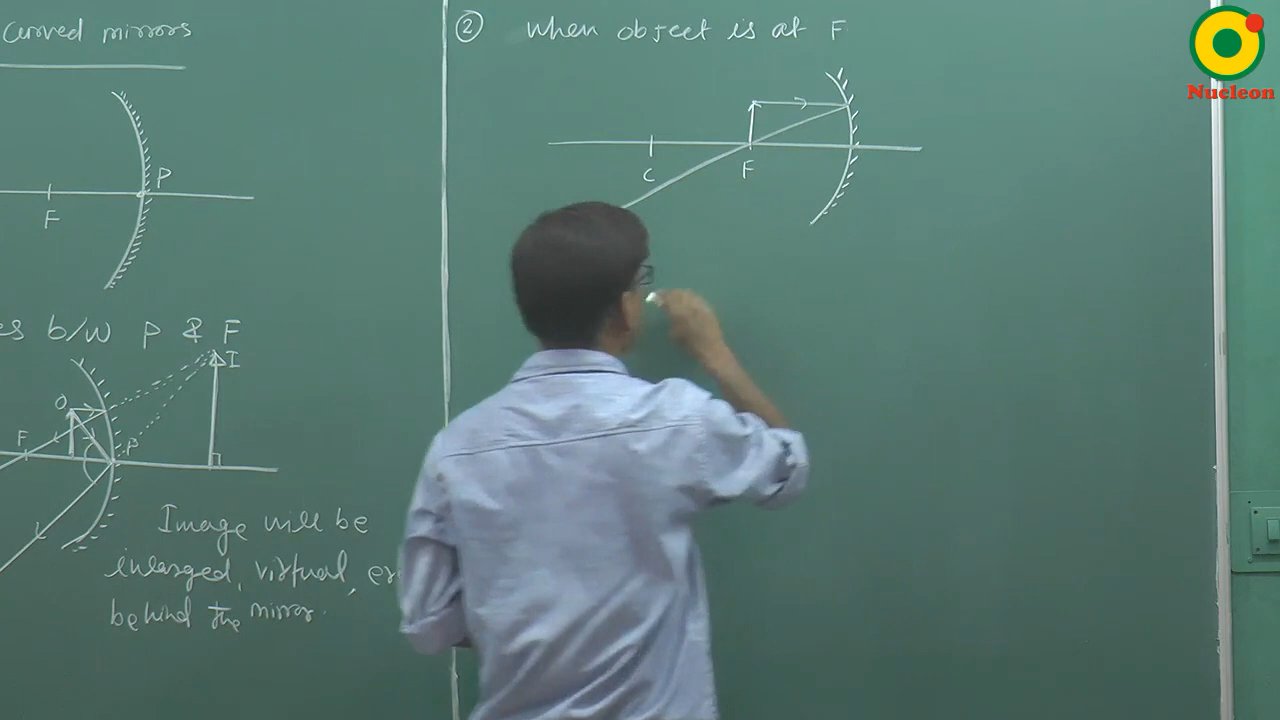 curved mirrors
F
P
b/w P & F
O
I
F
P
Image will be
enlarged, virtual,
behind the mirror.
② when object is at F
C
F
Nucleon